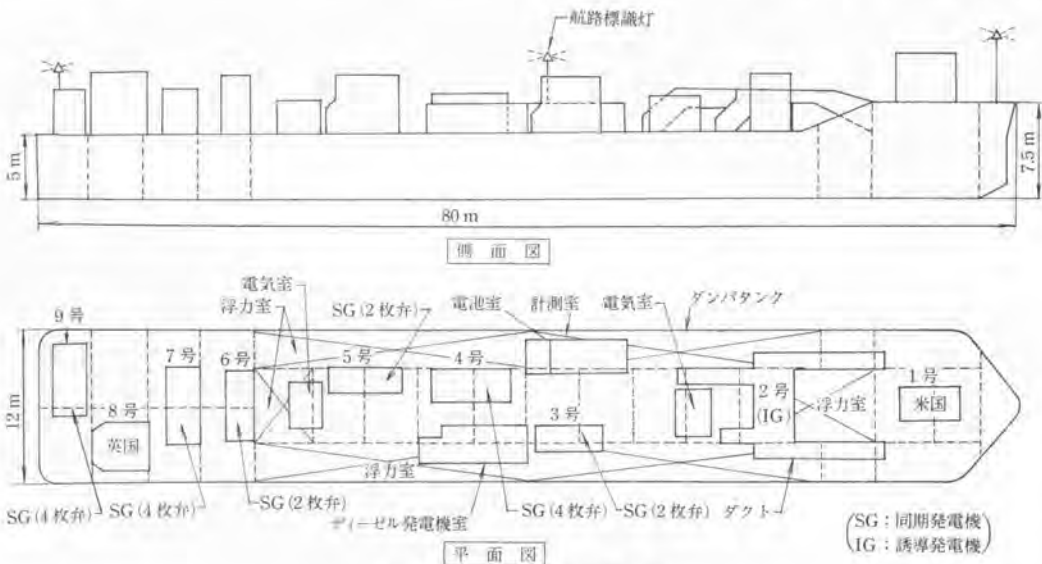 航路標識灯
5m
7.5m
80m
側面図
電気室
浮力室
SG(2枚弁)
電池室
計測室
電気室
ダンパタンク
9号
7号
6号
5号
4号
2号
(IG)
浮力室
1号
米国
12m
8号
英国
3号
浮力室
SG(4枚弁)
SG(4枚弁)
SG(2枚弁)
ディーゼル発電機室
SG(4枚弁)
SG(2枚弁)
ダクト
平面図
(SG:同期発電機
IG:誘導発電機)